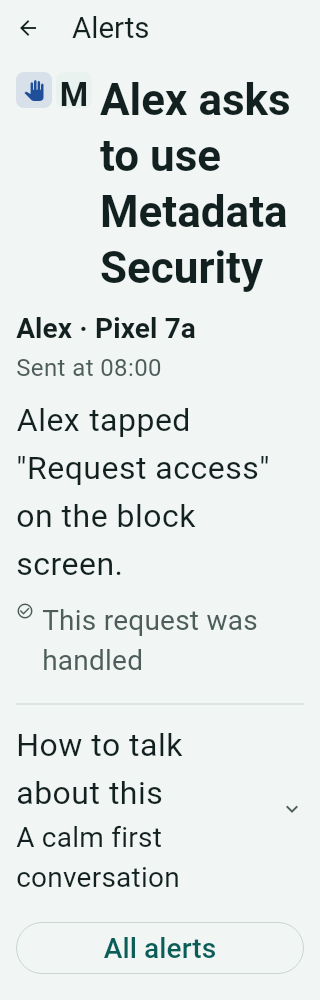 Alerts
M
Alex asks
to use
Metadata
Security
Alex · Pixel 7a
Sent at 08:00
Alex tapped
"Request access"
on the block
screen.
This request was
handled
How to talk
about this
A calm first
conversation
All alerts